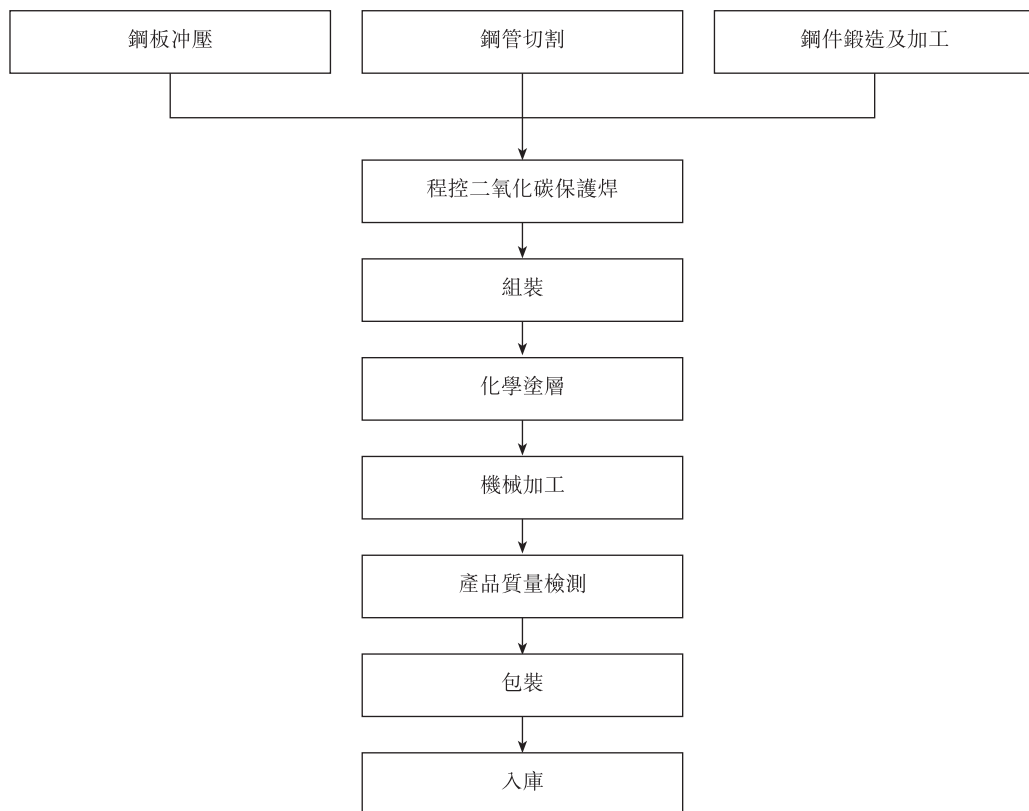 鋼板冲壓
鋼管切割
鋼件鍛造及加工
程控二氧化碳保護焊
組裝
化學塗層
機械加工
產品質量檢測
包裝
入庫